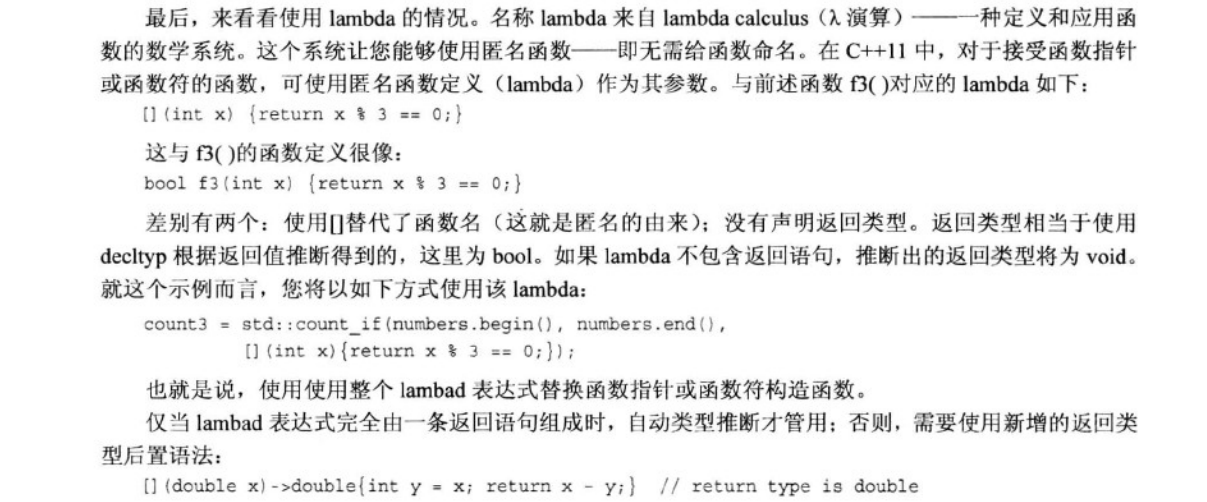 最后，来看看使用 lambda 的情况。名称 lambda 来自 lambda calculus（λ 演算）———一种定义和应用函
数的数学系统。这个系统让您能够使用匿名函数——即无需给函数命名。在 C++11 中，对于接受函数指针
或函数符的函数，可使用匿名函数定义（lambda）作为其参数。与前述函数 f3( )对应的 lambda 如下：
[](int x) {return x % 3 == 0;}
这与 f3( )的函数定义很像：
bool f3(int x) {return x % 3 == 0;}
差别有两个：使用[]替代了函数名（这就是匿名的由来）；没有声明返回类型。返回类型相当于使用
decltyp 根据返回值推断得到的，这里为 bool。如果 lambda 不包含返回语句，推断出的返回类型将为 void。
就这个示例而言，您将以如下方式使用该 lambda：
count3 = std::count_if(numbers.begin(), numbers.end(),
[](int x){return x % 3 == 0;});
也就是说，使用使用整个 lambad 表达式替换函数指针或函数符构造函数。
仅当 lambad 表达式完全由一条返回语句组成时，自动类型推断才管用；否则，需要使用新增的返回类
型后置语法：
[](double x)->double{int y = x; return x - y;} // return type is double